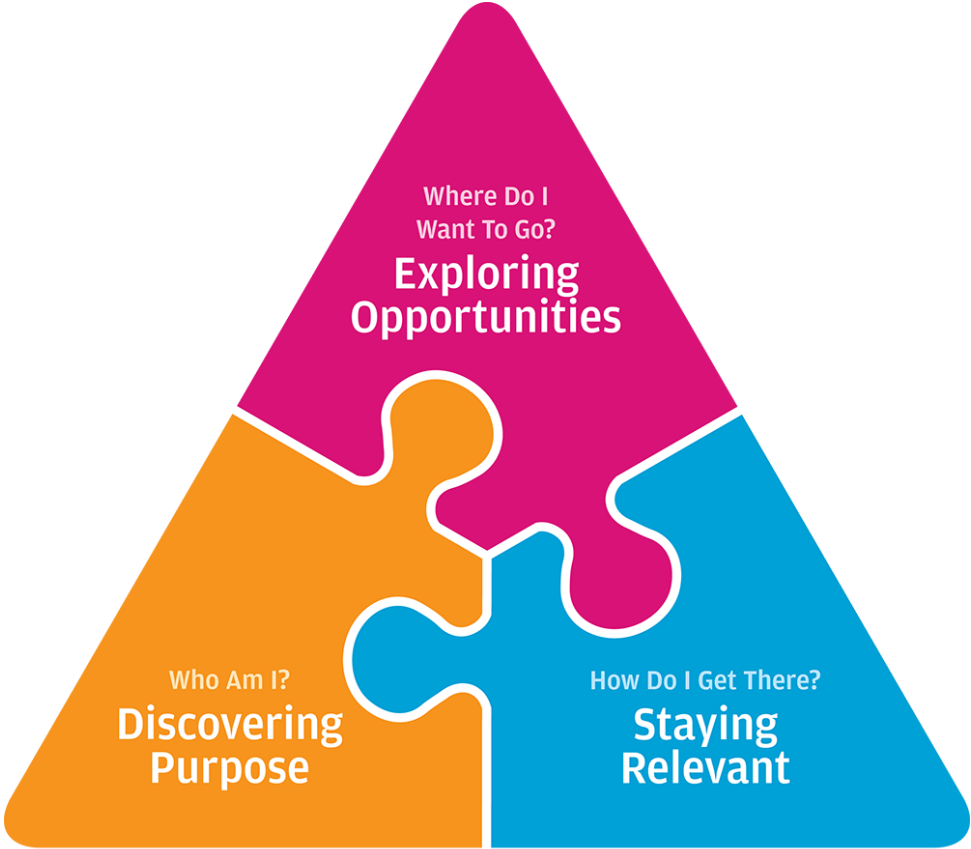 Where Do I
Want To Go?
Exploring
Opportunities
Who Am I?
Discovering
Purpose
How Do I Get There?
Staying
Relevant